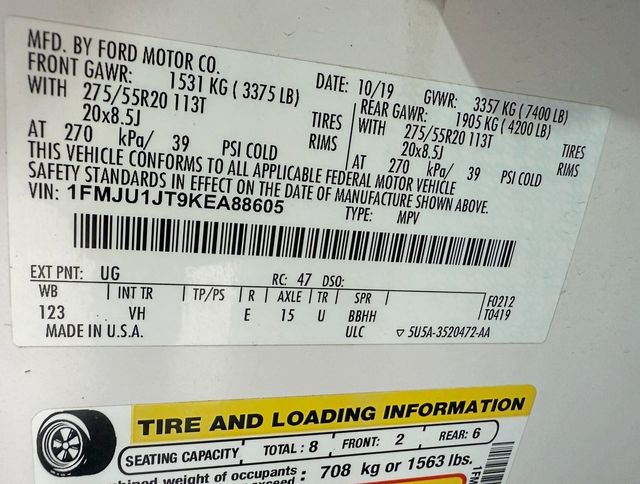 MFD. BY FORD MOTOR CO.
DATE: 10/19 GVWR: 3357 KG (7400 LB)
FRONT GAWR: 1531 KG (3375 LB) REAR GAWR: 1905 KG (4200 LB)
WITH 275/55R20 113T TIRES WITH 275/55R20 113T TIRES
20x8.5J RIMS 20x8.5J RIMS
AT 270 kPa/ 39 PSI COLD AT 270 kPa/ 39 PSI COLD
THIS VEHICLE CONFORMS TO ALL APPLICABLE FEDERAL MOTOR VEHICLE
SAFETY STANDARDS IN EFFECT ON THE DATE OF MANUFACTURE SHOWN ABOVE.
VIN: 1FMJU1JT9KEA88605 TYPE: MPV
EXT PNT: UG RC: 47 DSO:
WB INT TR TP/PS R AXLE TR SPR F0212
123 VH E 15 U BBHH T0419
MADE IN U.S.A. ULC ▽ 5U5A-3520472-AA
TIRE AND LOADING INFORMATION
SEATING CAPACITY TOTAL: 8 FRONT: 2 REAR: 6
weight of occupants : 708 kg or 1563 lbs.